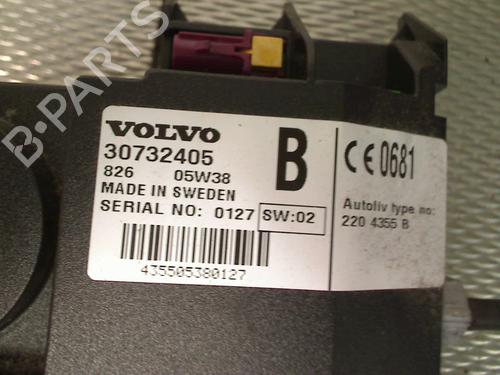 VOLVO
30732405
826 05W38
MADE IN SWEDEN
SERIAL NO: 0127
SW:02
435505380127
B
CE 0681
Autoliv type no:
220 4355 B
B-PARTS
B-PARTS